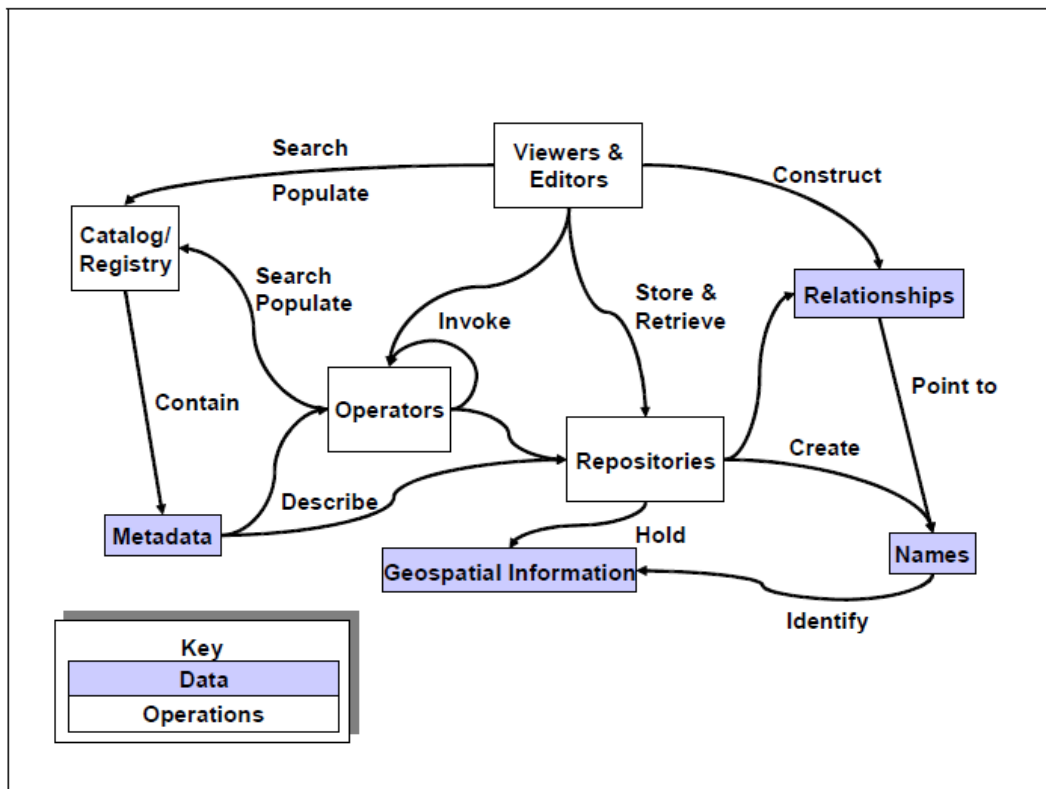 Search
Populate
Viewers &
Editors
Construct
Catalog/
Registry
Search
Populate
Relationships
Invoke
Store &
Retrieve
Contain
Operators
Point to
Repositories
Create
Describe
Metadata
Hold
Names
Geospatial Information
Identify
Key
Data
Operations